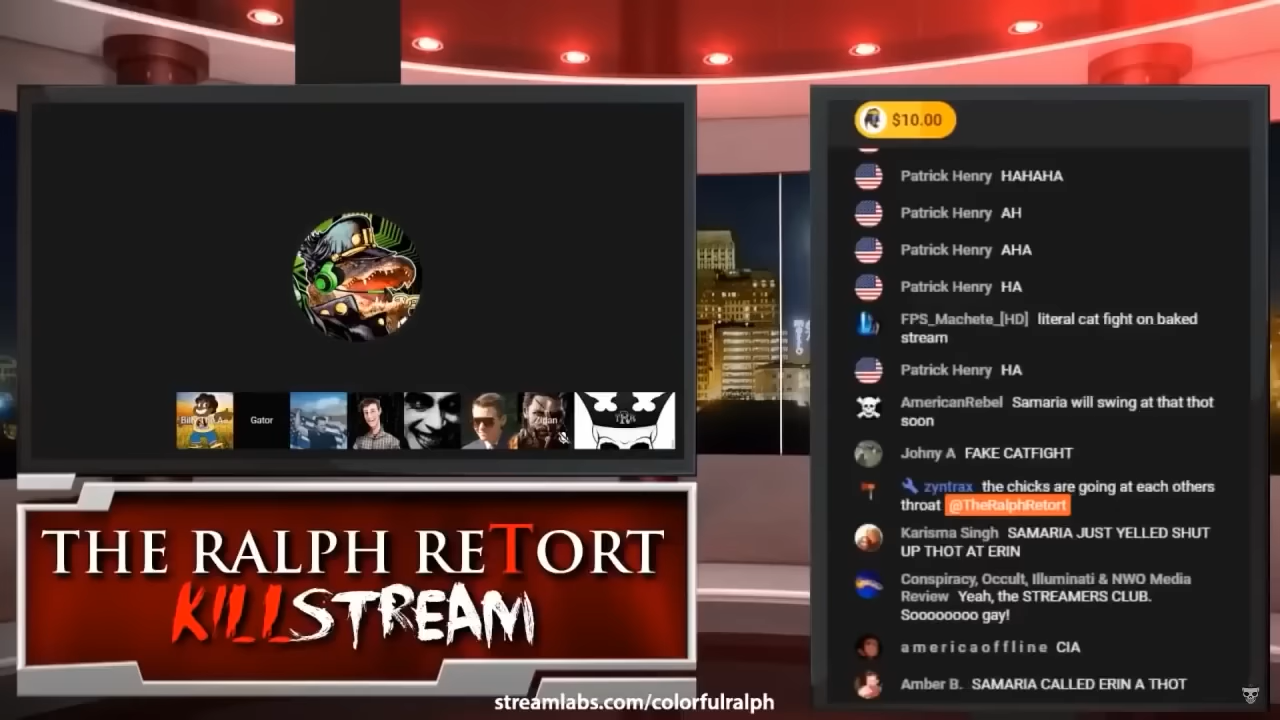 $10.00
Patrick Henry HAHAHA
Patrick Henry AH
Patrick Henry AHA
Patrick Henry HA
FPS_Machete_[HD] literal cat fight on baked
stream
Patrick Henry HA
AmericanRebel Samaria will swing at that thot
soon
Johny A FAKE CATFIGHT
zyntrax the chicks are going at each others
throat @TheRalphRetort
Karisma Singh SAMARIA JUST YELLED SHUT
UP THOT AT ERIN
Conspiracy, Occult, Illuminati & NWO Media
Review Yeah, the STREAMERS CLUB.
Soooooooo gay!
a m e r i c a o f f l i n e CIA
Amber B. SAMARIA CALLED ERIN A THOT
Gator
THE RALPH RETORT
KILLSTREAM
streamlabs.com/colorfulralph